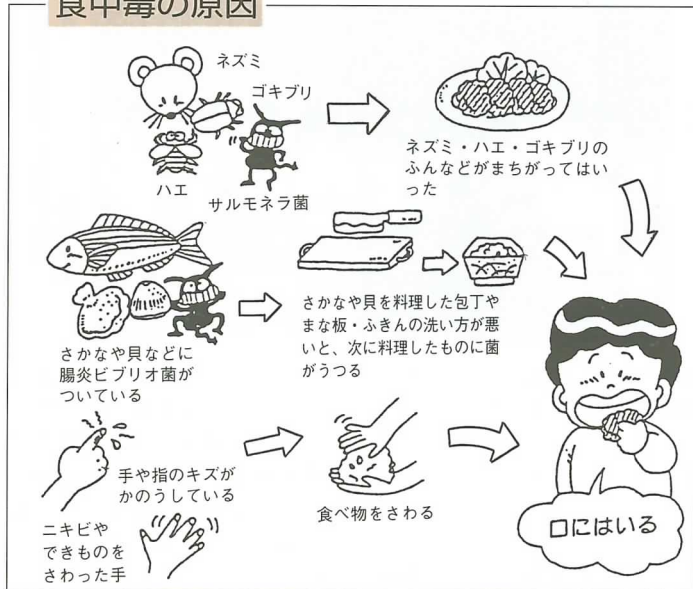 食中毒の原因
ネズミ
ゴキブリ
ハエ
サルモネラ菌
ネズミ・ハエ・ゴキブリの
ふんなどがまちがってはい
った
さかなや貝などに
腸炎ビブリオ菌が
ついている
さかなや貝を料理した包丁や
まな板・ふきんの洗い方が悪
いと、次に料理したものに菌
がうつる
手や指のキズが
かのうしている
ニキビや
できものを
さわった手
食べ物をさわる
口にはいる